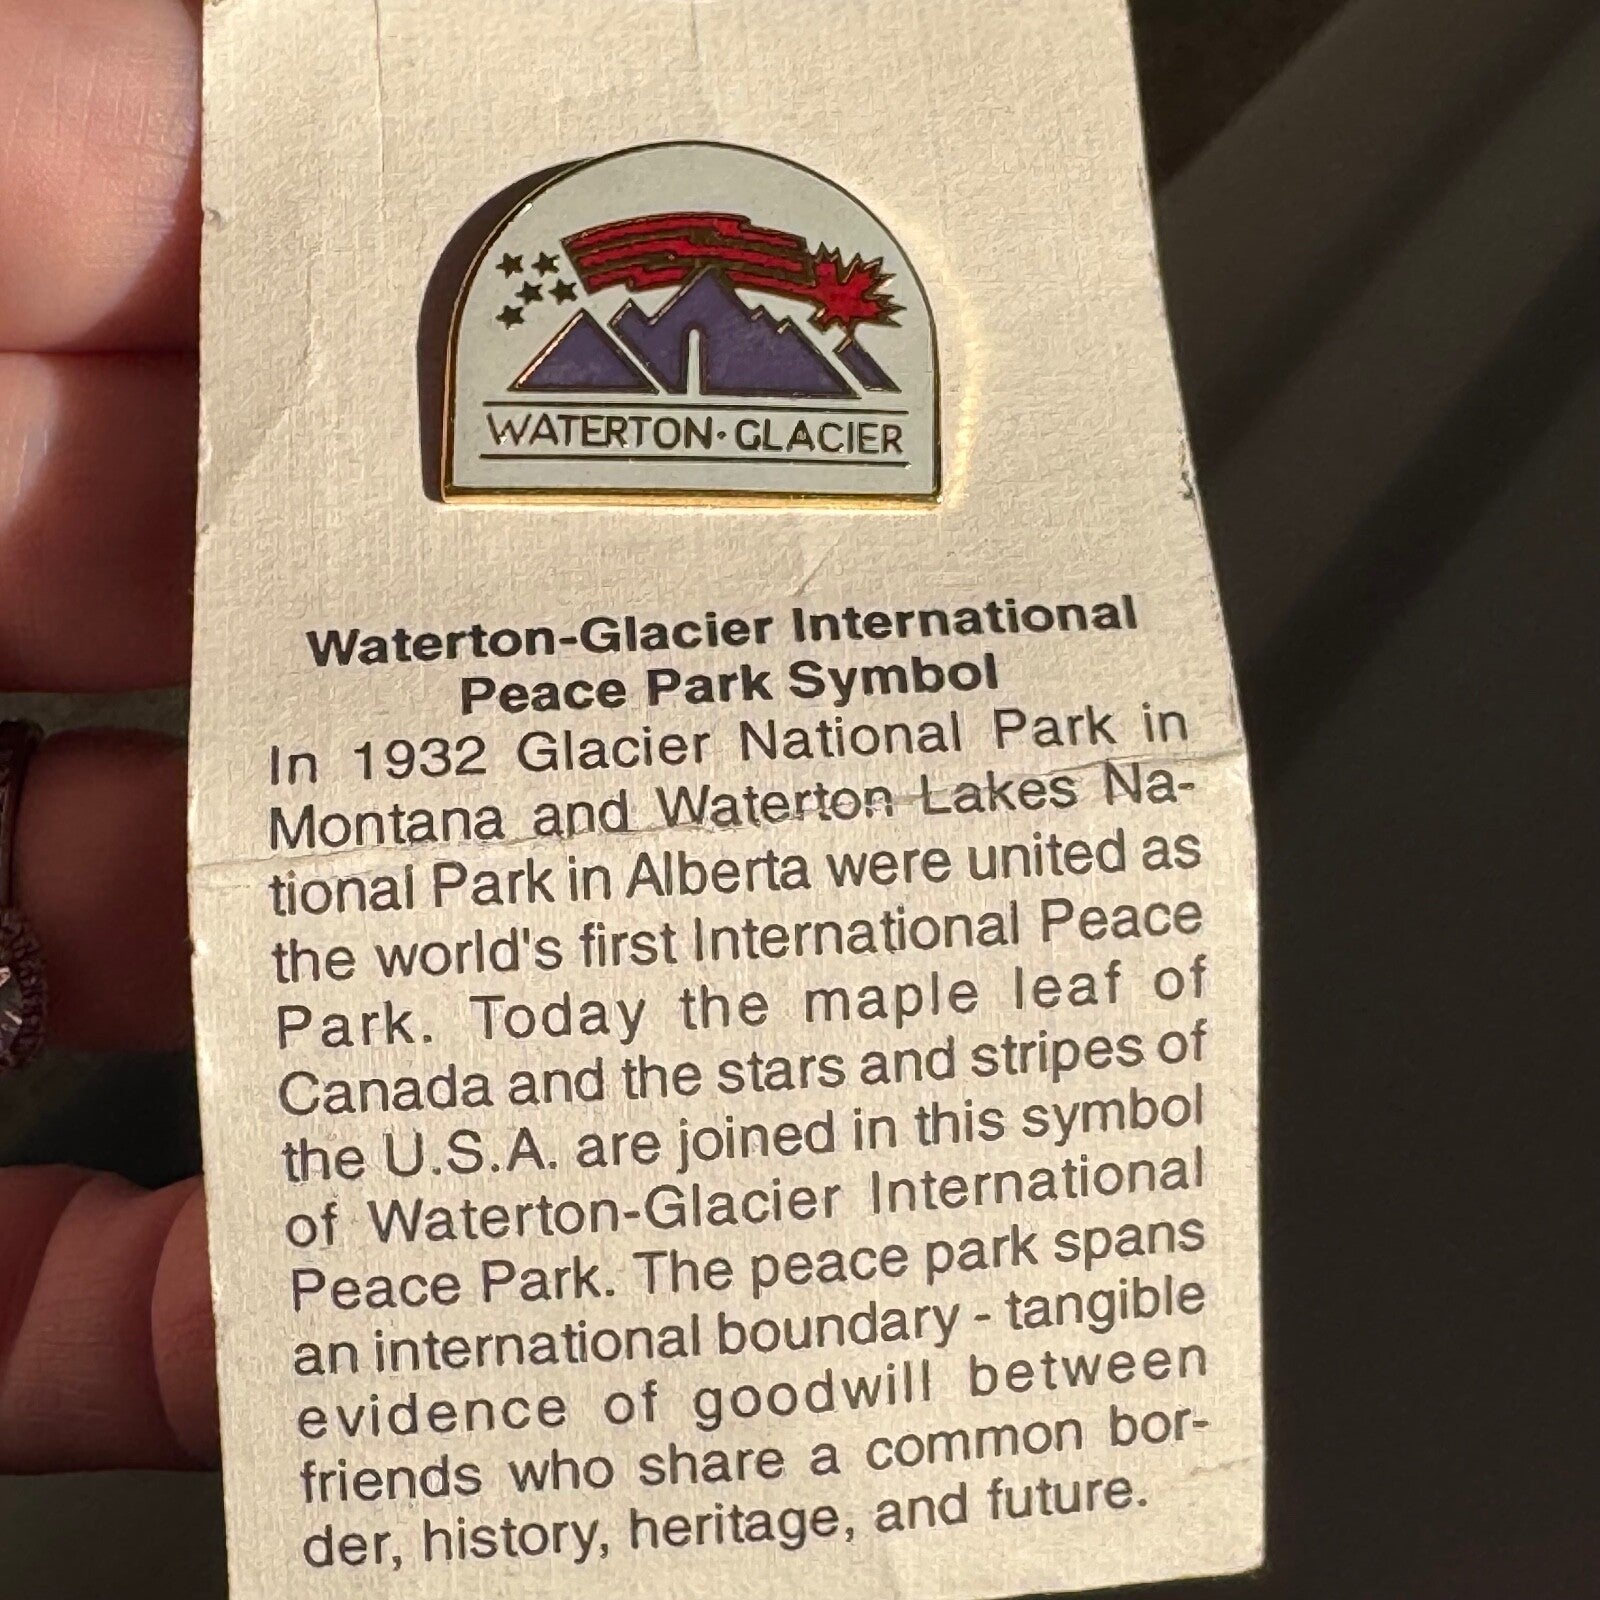 WATERTON·GLACIER
Waterton-Glacier International
Peace Park Symbol
In 1932 Glacier National Park in
Montana and Waterton Lakes Na-
tional Park in Alberta were united as
the world's first International Peace
Park. Today the maple leaf of
Canada and the stars and stripes of
the U.S.A. are joined in this symbol
of Waterton-Glacier International
Peace Park. The peace park spans
an international boundary - tangible
evidence of goodwill between
friends who share a common bor-
der, history, heritage, and future.